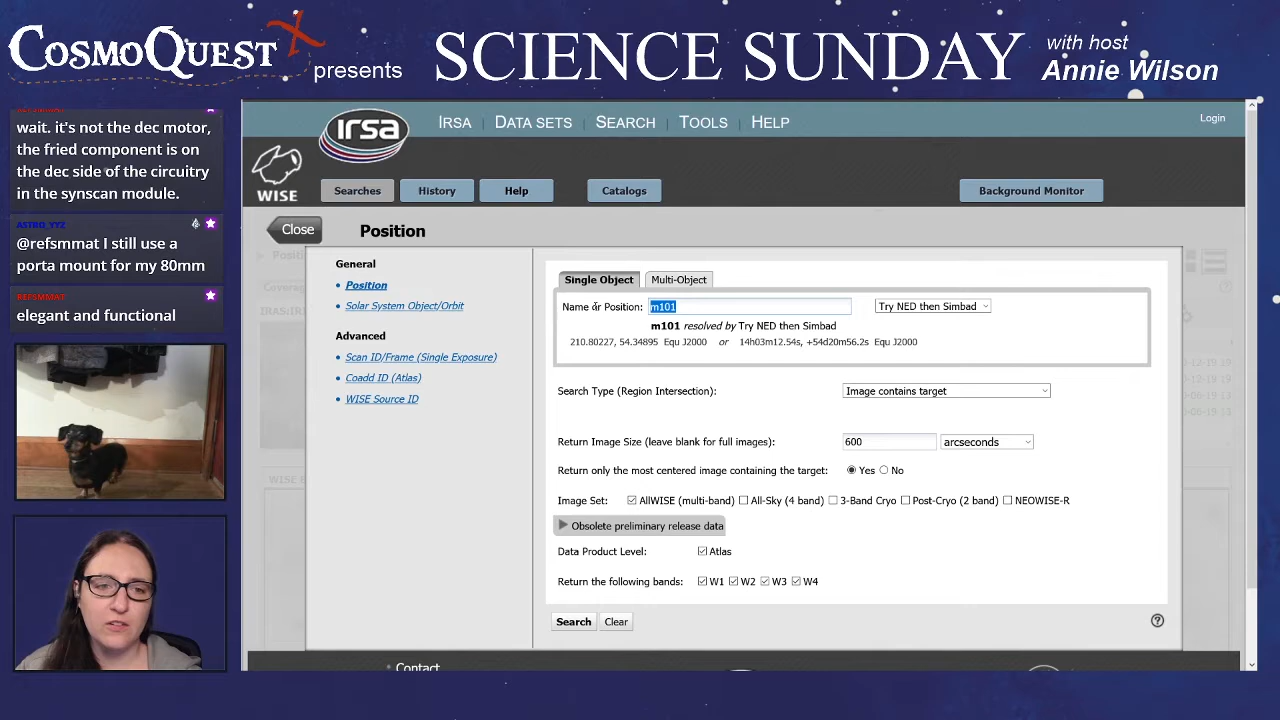 CosmoQuest X
presents
SCIENCE SUNDAY
with host
Annie Wilson
wait. it's not the dec motor,
the fried component is on
the dec side of the circuitry
in the synscan module.
ASTRO_YYZ
@refsmmat I still use a
porta mount for my 80mm
REFSMMAT
elegant and functional
irsa
IRSA
DATA SETS
SEARCH
TOOLS
HELP
Login
WISE
Searches
History
Help
Catalogs
Background Monitor
Close
Position
General
Position
Solar System Object/Orbit
Advanced
Scan ID/Frame (Single Exposure)
Coadd ID (Atlas)
WISE Source ID
Single Object
Multi-Object
Name or Position:
m101
Try NED then Simbad
m101 resolved by Try NED then Simbad
210.80227, 54.34895 Equ J2000 or 14h03m12.54s, +54d20m56.2s Equ J2000
Search Type (Region Intersection):
Image contains target
Return Image Size (leave blank for full images):
600
arcseconds
Return only the most centered image containing the target:
Yes
No
Image Set:
AllWISE (multi-band)
All-Sky (4 band)
3-Band Cryo
Post-Cryo (2 band)
NEOWISE-R
Obsolete preliminary release data
Data Product Level:
Atlas
Return the following bands:
W1
W2
W3
W4
Search
Clear
Contact